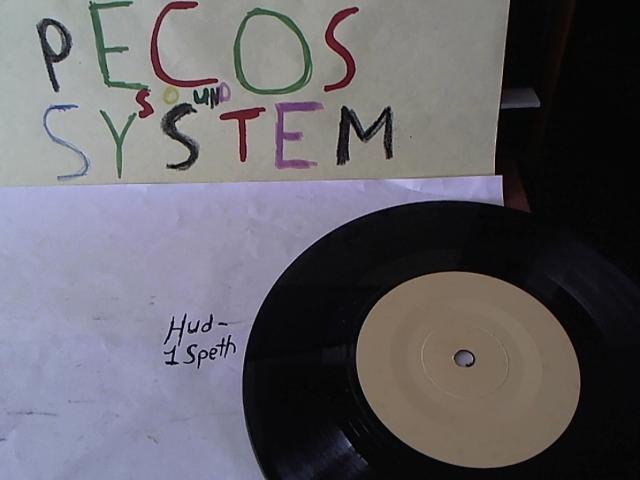 PECOS
SOUND
SYSTEM
Hud-
1 Speth